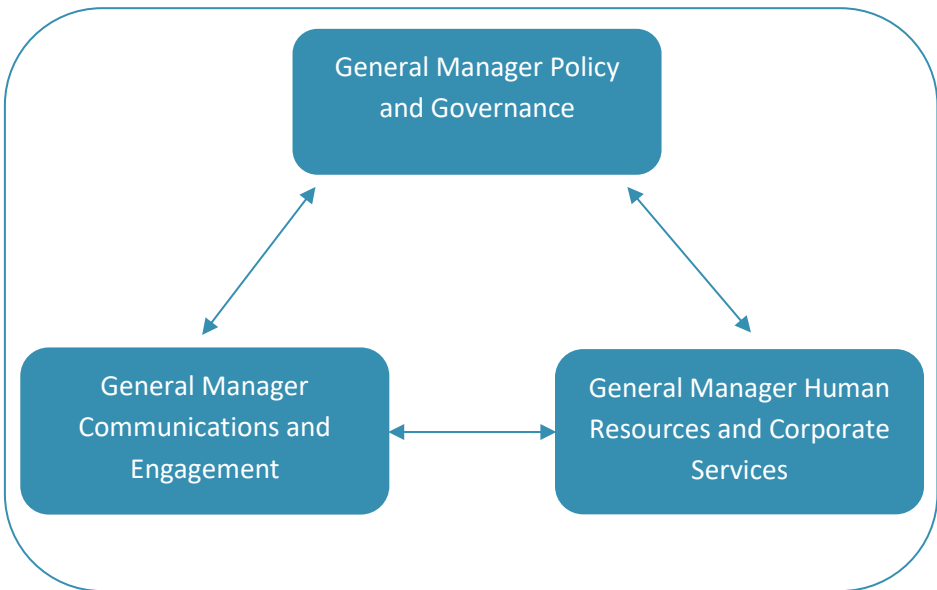 General Manager Policy
and Governance
General Manager
Communications and
Engagement
General Manager Human
Resources and Corporate
Services